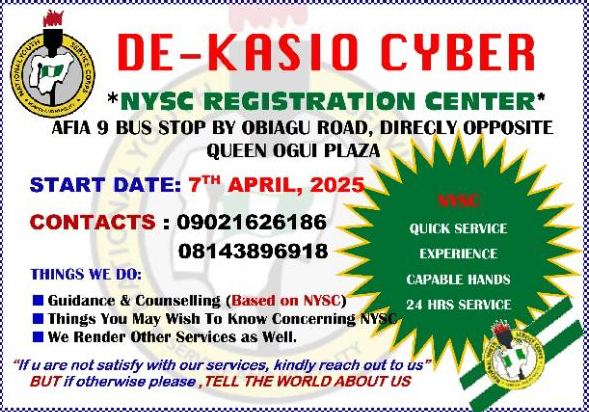 NATIONAL YOUTH SERVICE CORPS
DE-KASIO CYBER
*NYSC REGISTRATION CENTER*
AFIA 9 BUS STOP BY OBIAGU ROAD, DIRECLY OPPOSITE
QUEEN OGUI PLAZA
START DATE: 7TH APRIL, 2025
CONTACTS : 09021626186
08143896918
THINGS WE DO:
Guidance & Counselling (Based on NYSC)
Things You May Wish To Know Concerning NYSC
We Render Other Services as Well.
NYSC
QUICK SERVICE
EXPERIENCE
CAPABLE HANDS
24 HRS SERVICE
"If u are not satisfy with our services, kindly reach out to us"
BUT if otherwise please ,TELL THE WORLD ABOUT US